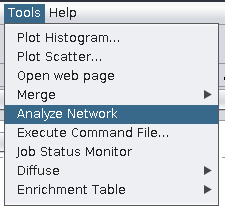 Tools Help
Plot Histogram...
Plot Scatter...
Open web page
Merge
Analyze Network
Execute Command File...
Job Status Monitor
Diffuse
Enrichment Table